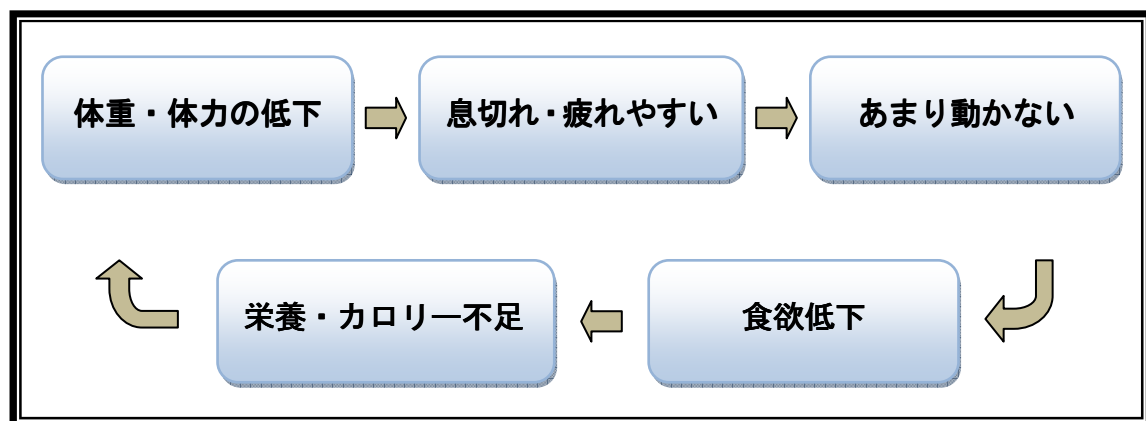 体重・体力の低下
息切れ・疲れやすい
あまり動かない
食欲低下
栄養・カロリー不足